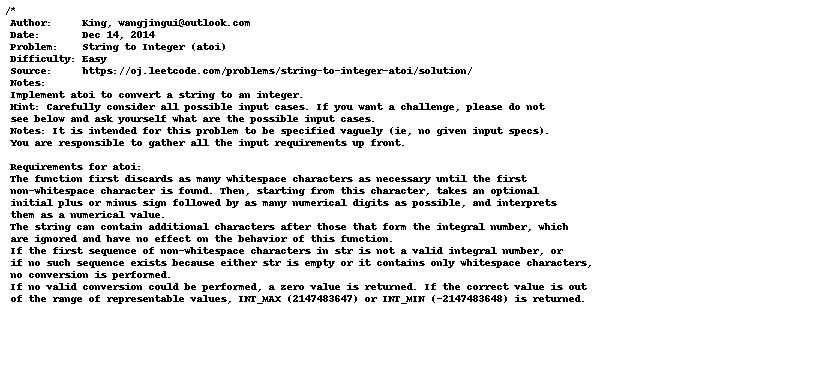 /*
Author: King, wangjingui@outlook.com
Date: Dec 14, 2014
Problem: String to Integer (atoi)
Difficulty: Easy
Source: https://oj.leetcode.com/problems/string-to-integer-atoi/solution/
Notes:
Implement atoi to convert a string to an integer.
Hint: Carefully consider all possible input cases. If you want a challenge, please do not
see below and ask yourself what are the possible input cases.
Notes: It is intended for this problem to be specified vaguely (ie, no given input specs).
You are responsible to gather all the input requirements up front.
Requirements for atoi:
The function first discards as many whitespace characters as necessary until the first
non-whitespace character is found. Then, starting from this character, takes an optional
initial plus or minus sign followed by as many numerical digits as possible, and interprets
them as a numerical value.
The string can contain additional characters after those that form the integral number, which
are ignored and have no effect on the behavior of this function.
If the first sequence of non-whitespace characters in str is not a valid integral number, or
if no such sequence exists because either str is empty or it contains only whitespace characters,
no conversion is performed.
If no valid conversion could be performed, a zero value is returned. If the correct value is out
of the range of representable values, INT_MAX (2147483647) or INT_MIN (-2147483648) is returned.